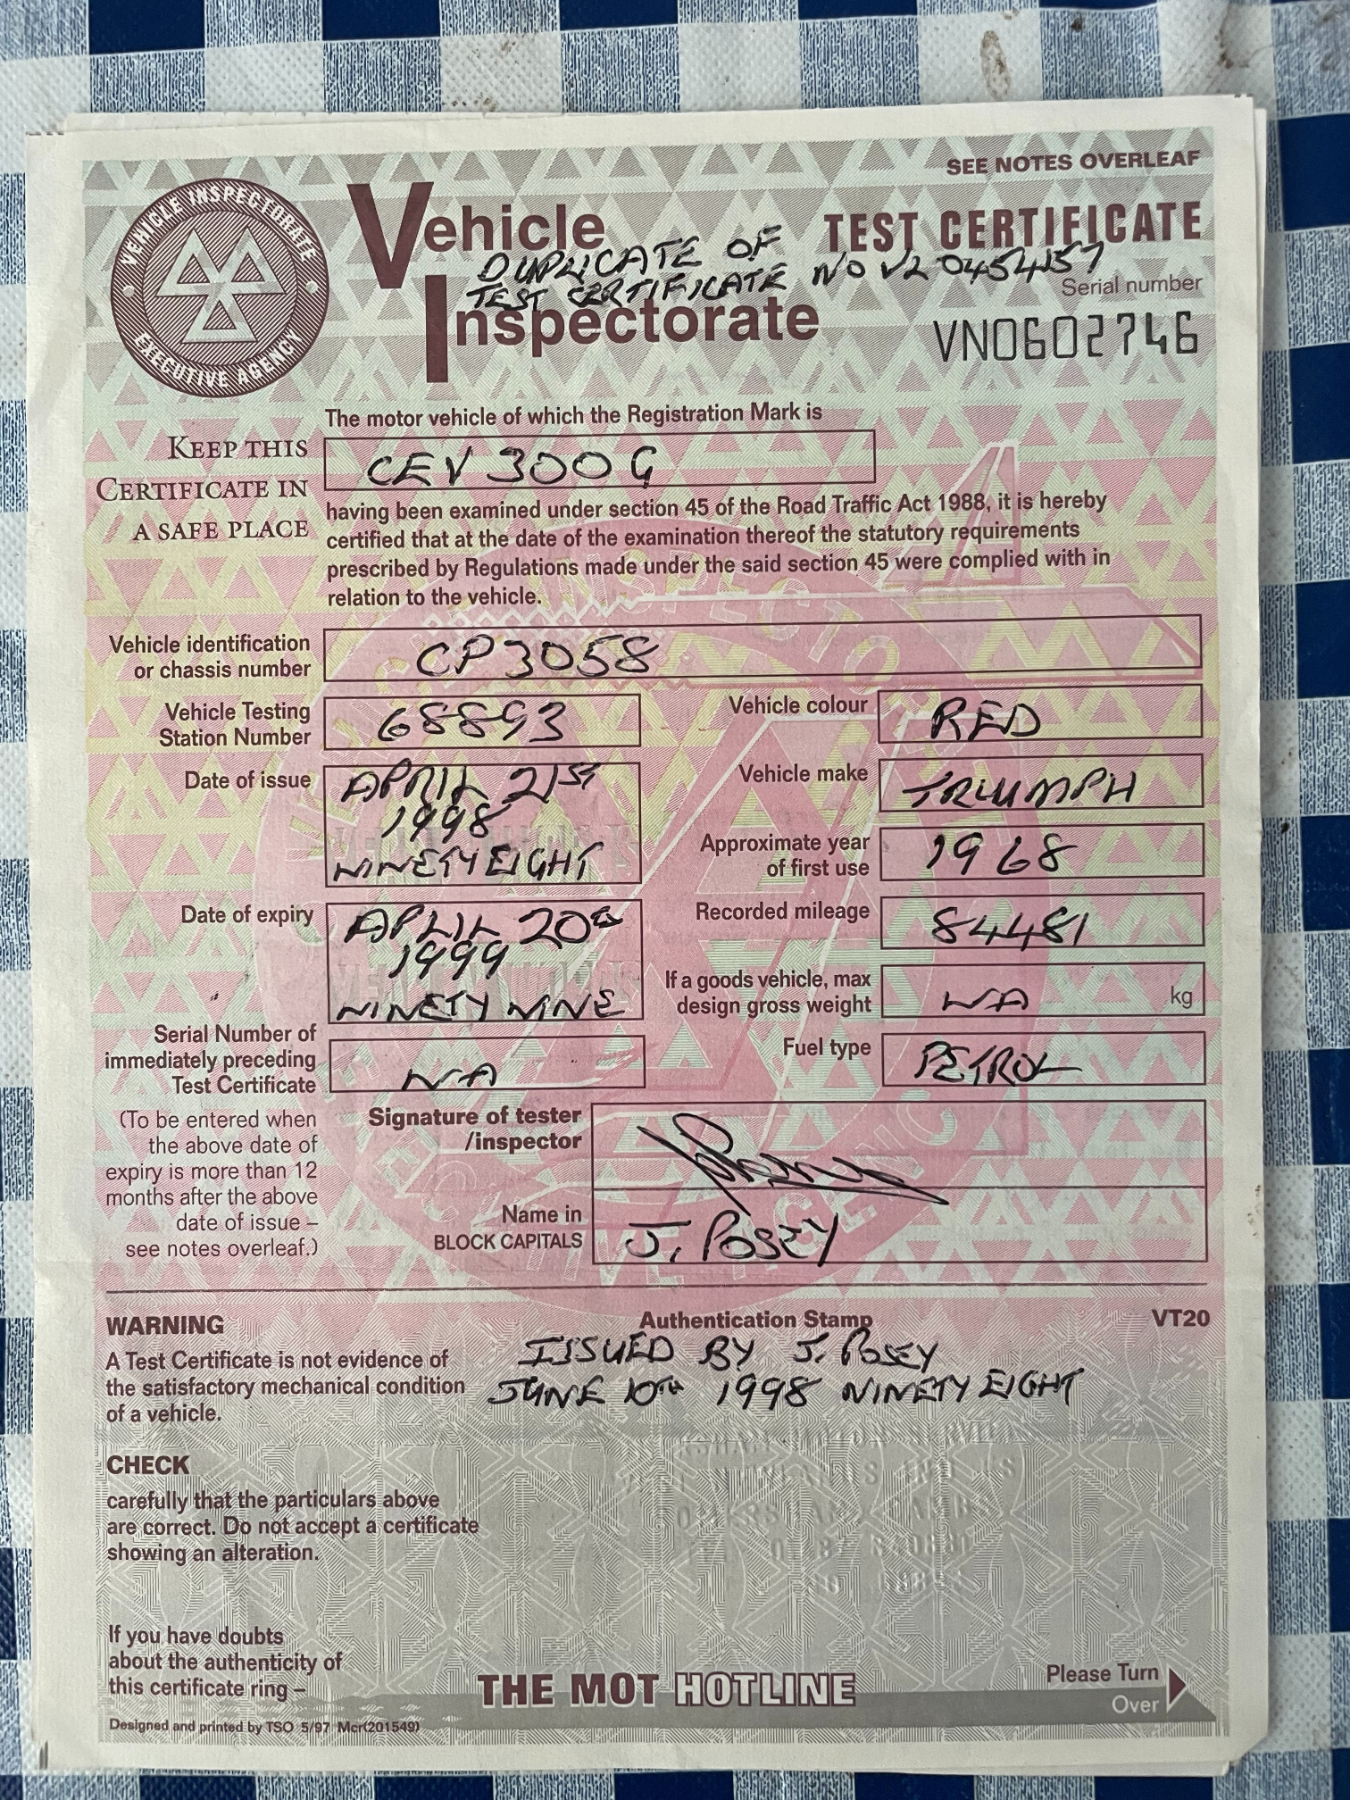 SEE NOTES OVERLEAF
VEHICLE INSPECTORATE
EXECUTIVE AGENCY
Vehicle
Inspectorate
TEST CERTIFICATE
DUPLICATE OF
TEST CERTIFICATE NO VL 0454157
Serial number
VN0602746
The motor vehicle of which the Registration Mark is
KEEP THIS
CERTIFICATE IN
A SAFE PLACE
CEV 300 G
having been examined under section 45 of the Road Traffic Act 1988, it is hereby
certified that at the date of the examination thereof the statutory requirements
prescribed by Regulations made under the said section 45 were complied with in
relation to the vehicle.
Vehicle identification
or chassis number
CP3058
Vehicle Testing
Station Number
68893
Vehicle colour
RED
Date of issue
APRIL 21ST
1998
NINETY EIGHT
Vehicle make
TRIUMPH
Approximate year
of first use
1968
Date of expiry
APRIL 20th
1999
NINETY NINE
Recorded mileage
84481
If a goods vehicle, max
design gross weight
NA
kg
Serial Number of
immediately preceding
Test Certificate
NA
Fuel type
PETROL
(To be entered when
the above date of
expiry is more than 12
months after the above
date of issue –
see notes overleaf.)
Signature of tester
/inspector
Name in
BLOCK CAPITALS
J. POSEY
WARNING
A Test Certificate is not evidence of
the satisfactory mechanical condition
of a vehicle.
Authentication Stamp
VT20
ISSUED BY J. POSEY
JUNE 10th 1998 NINETY EIGHT
CHECK
carefully that the particulars above
are correct. Do not accept a certificate
showing an alteration.
If you have doubts
about the authenticity of
this certificate ring –
THE MOT HOTLINE
Please Turn
Over
Designed and printed by TSO 5/97 Mcr(201549)